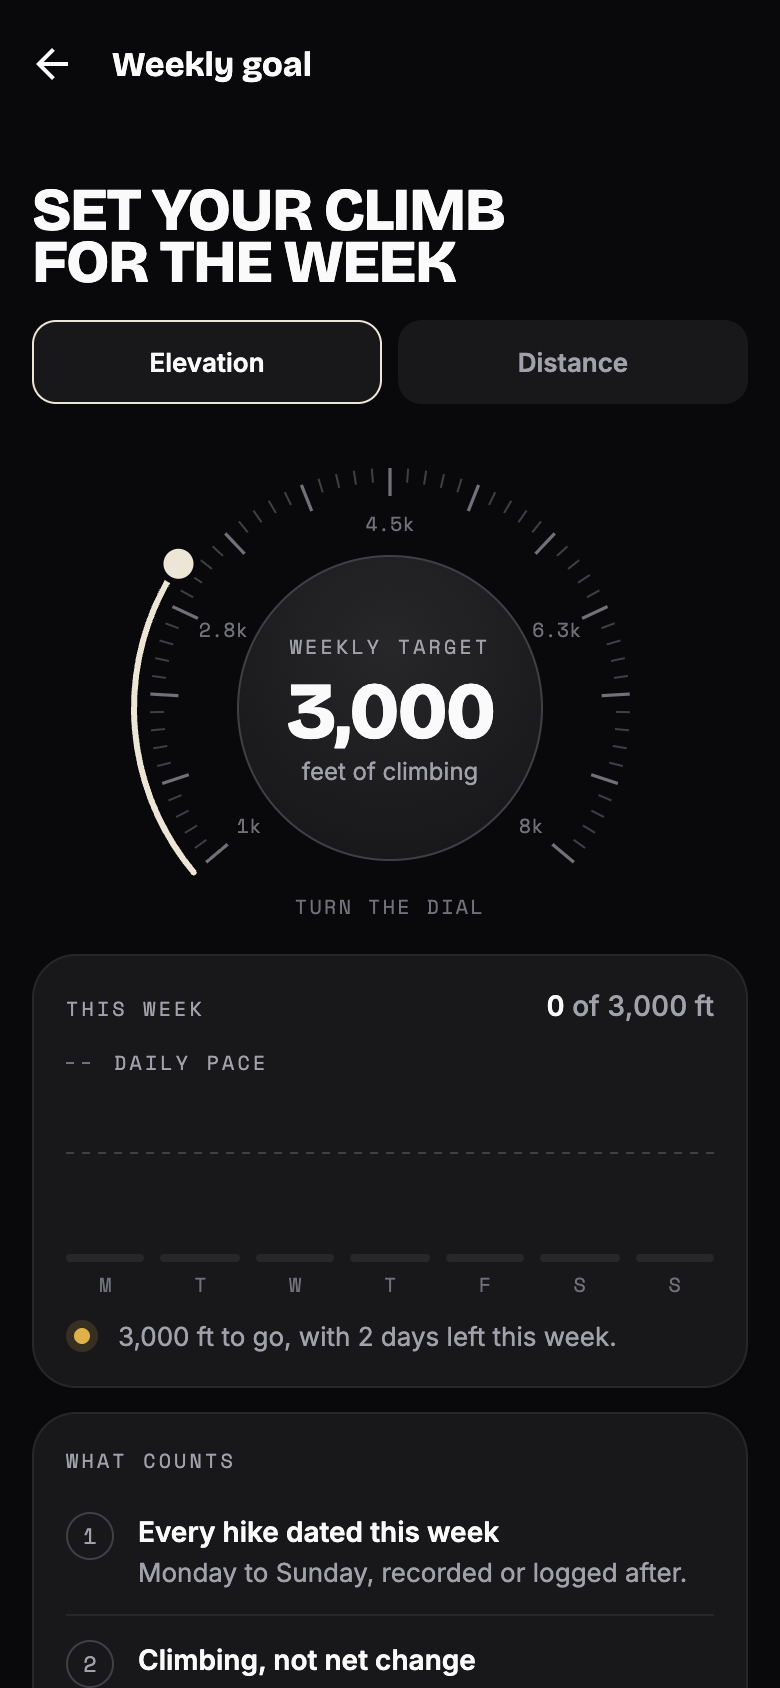 Weekly goal
SET YOUR CLIMB
FOR THE WEEK
Elevation
Distance
4.5k
2.8k
6.3k
WEEKLY TARGET
3,000
feet of climbing
1k
8k
TURN THE DIAL
THIS WEEK
0 of 3,000 ft
-- DAILY PACE
M T W T F S S
3,000 ft to go, with 2 days left this week.
WHAT COUNTS
1
Every hike dated this week
Monday to Sunday, recorded or logged after.
2
Climbing, not net change